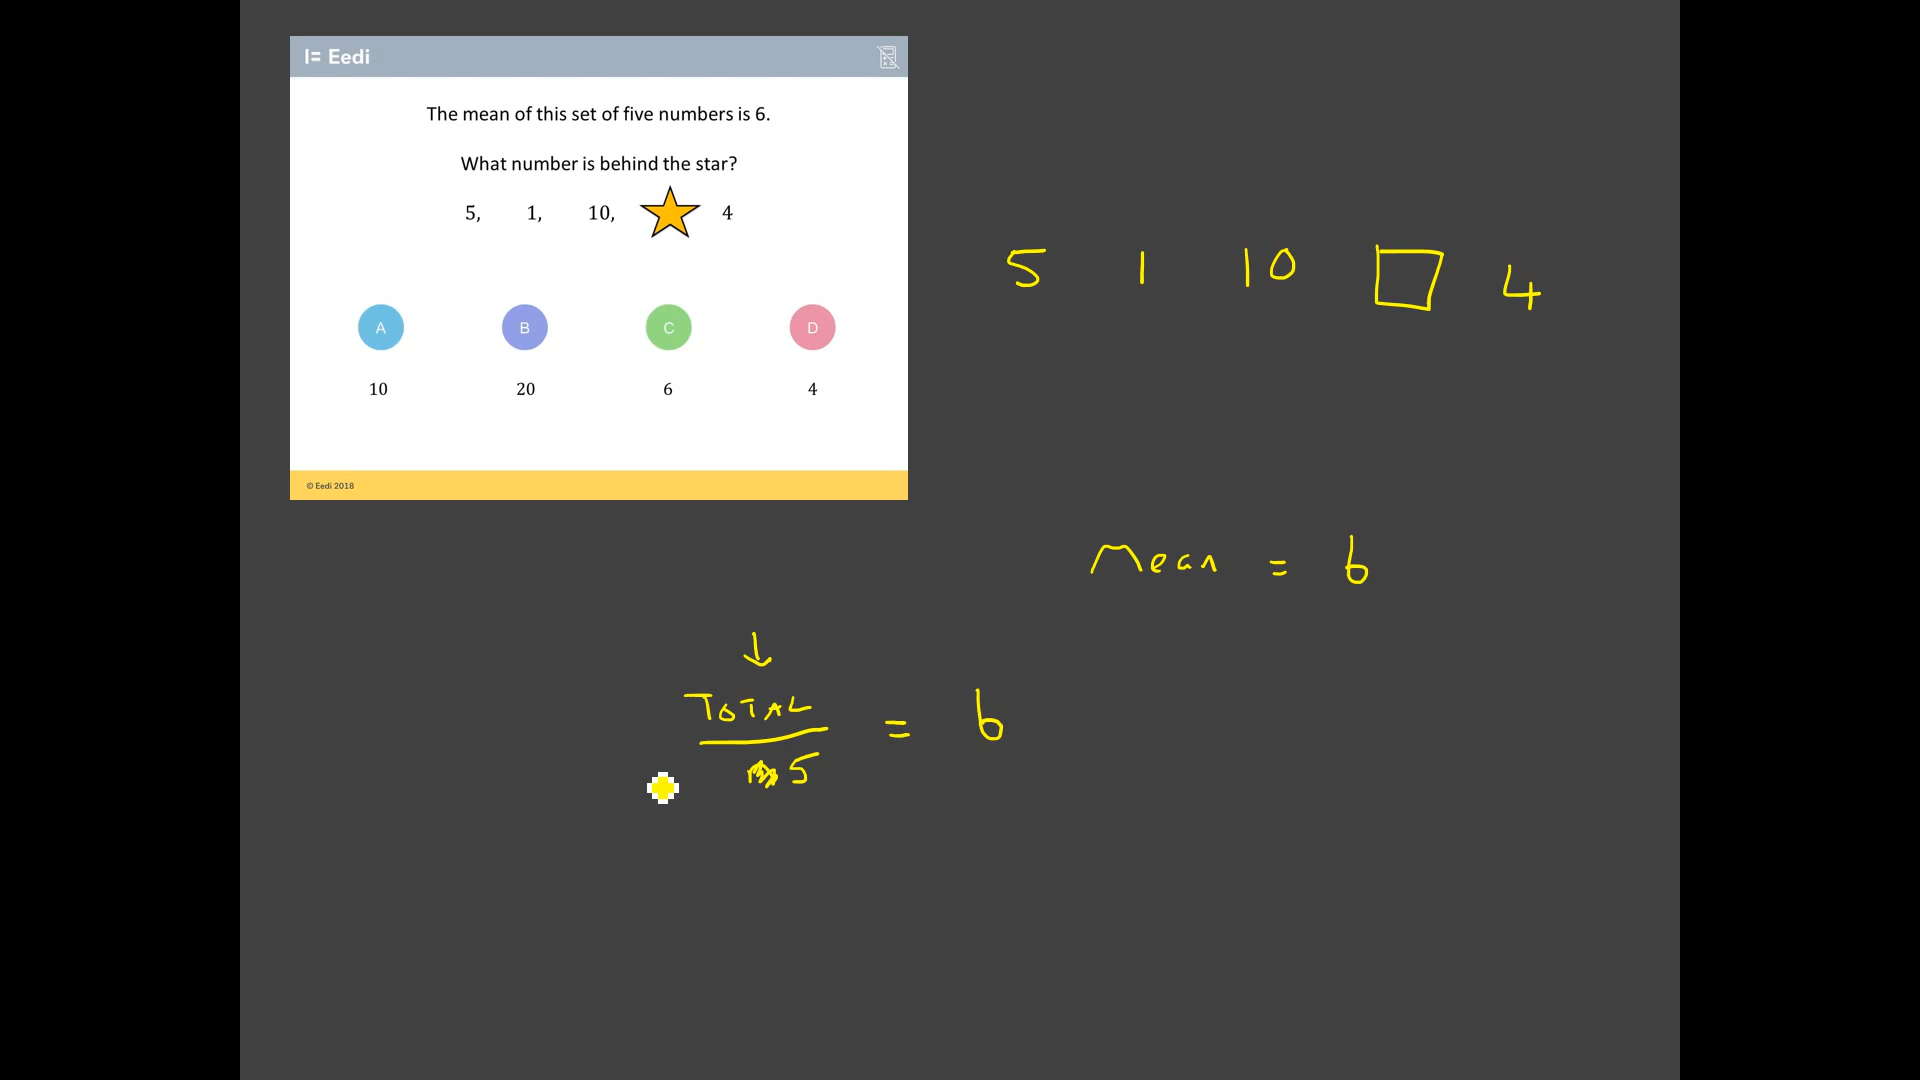 Eedi
The mean of this set of five numbers is 6.
What number is behind the star?
5, 1, 10, 4
A B C D
10 20 6 4
© Eedi 2018
5 1 10 4
Mean = 6
TOTAL
5
= 6